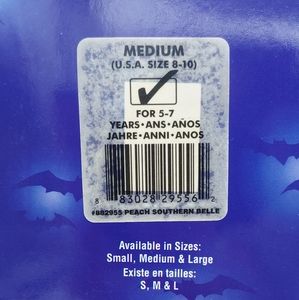 MEDIUM
(U.S.A. SIZE 8-10)
FOR 5-7
YEARS•ANS•AÑOS
JAHRE•ANNI•ANOS
8 83028 29556 2
#882955 PEACH SOUTHERN BELLE
Available in Sizes:
Small, Medium & Large
Existe en tailles:
S, M & L